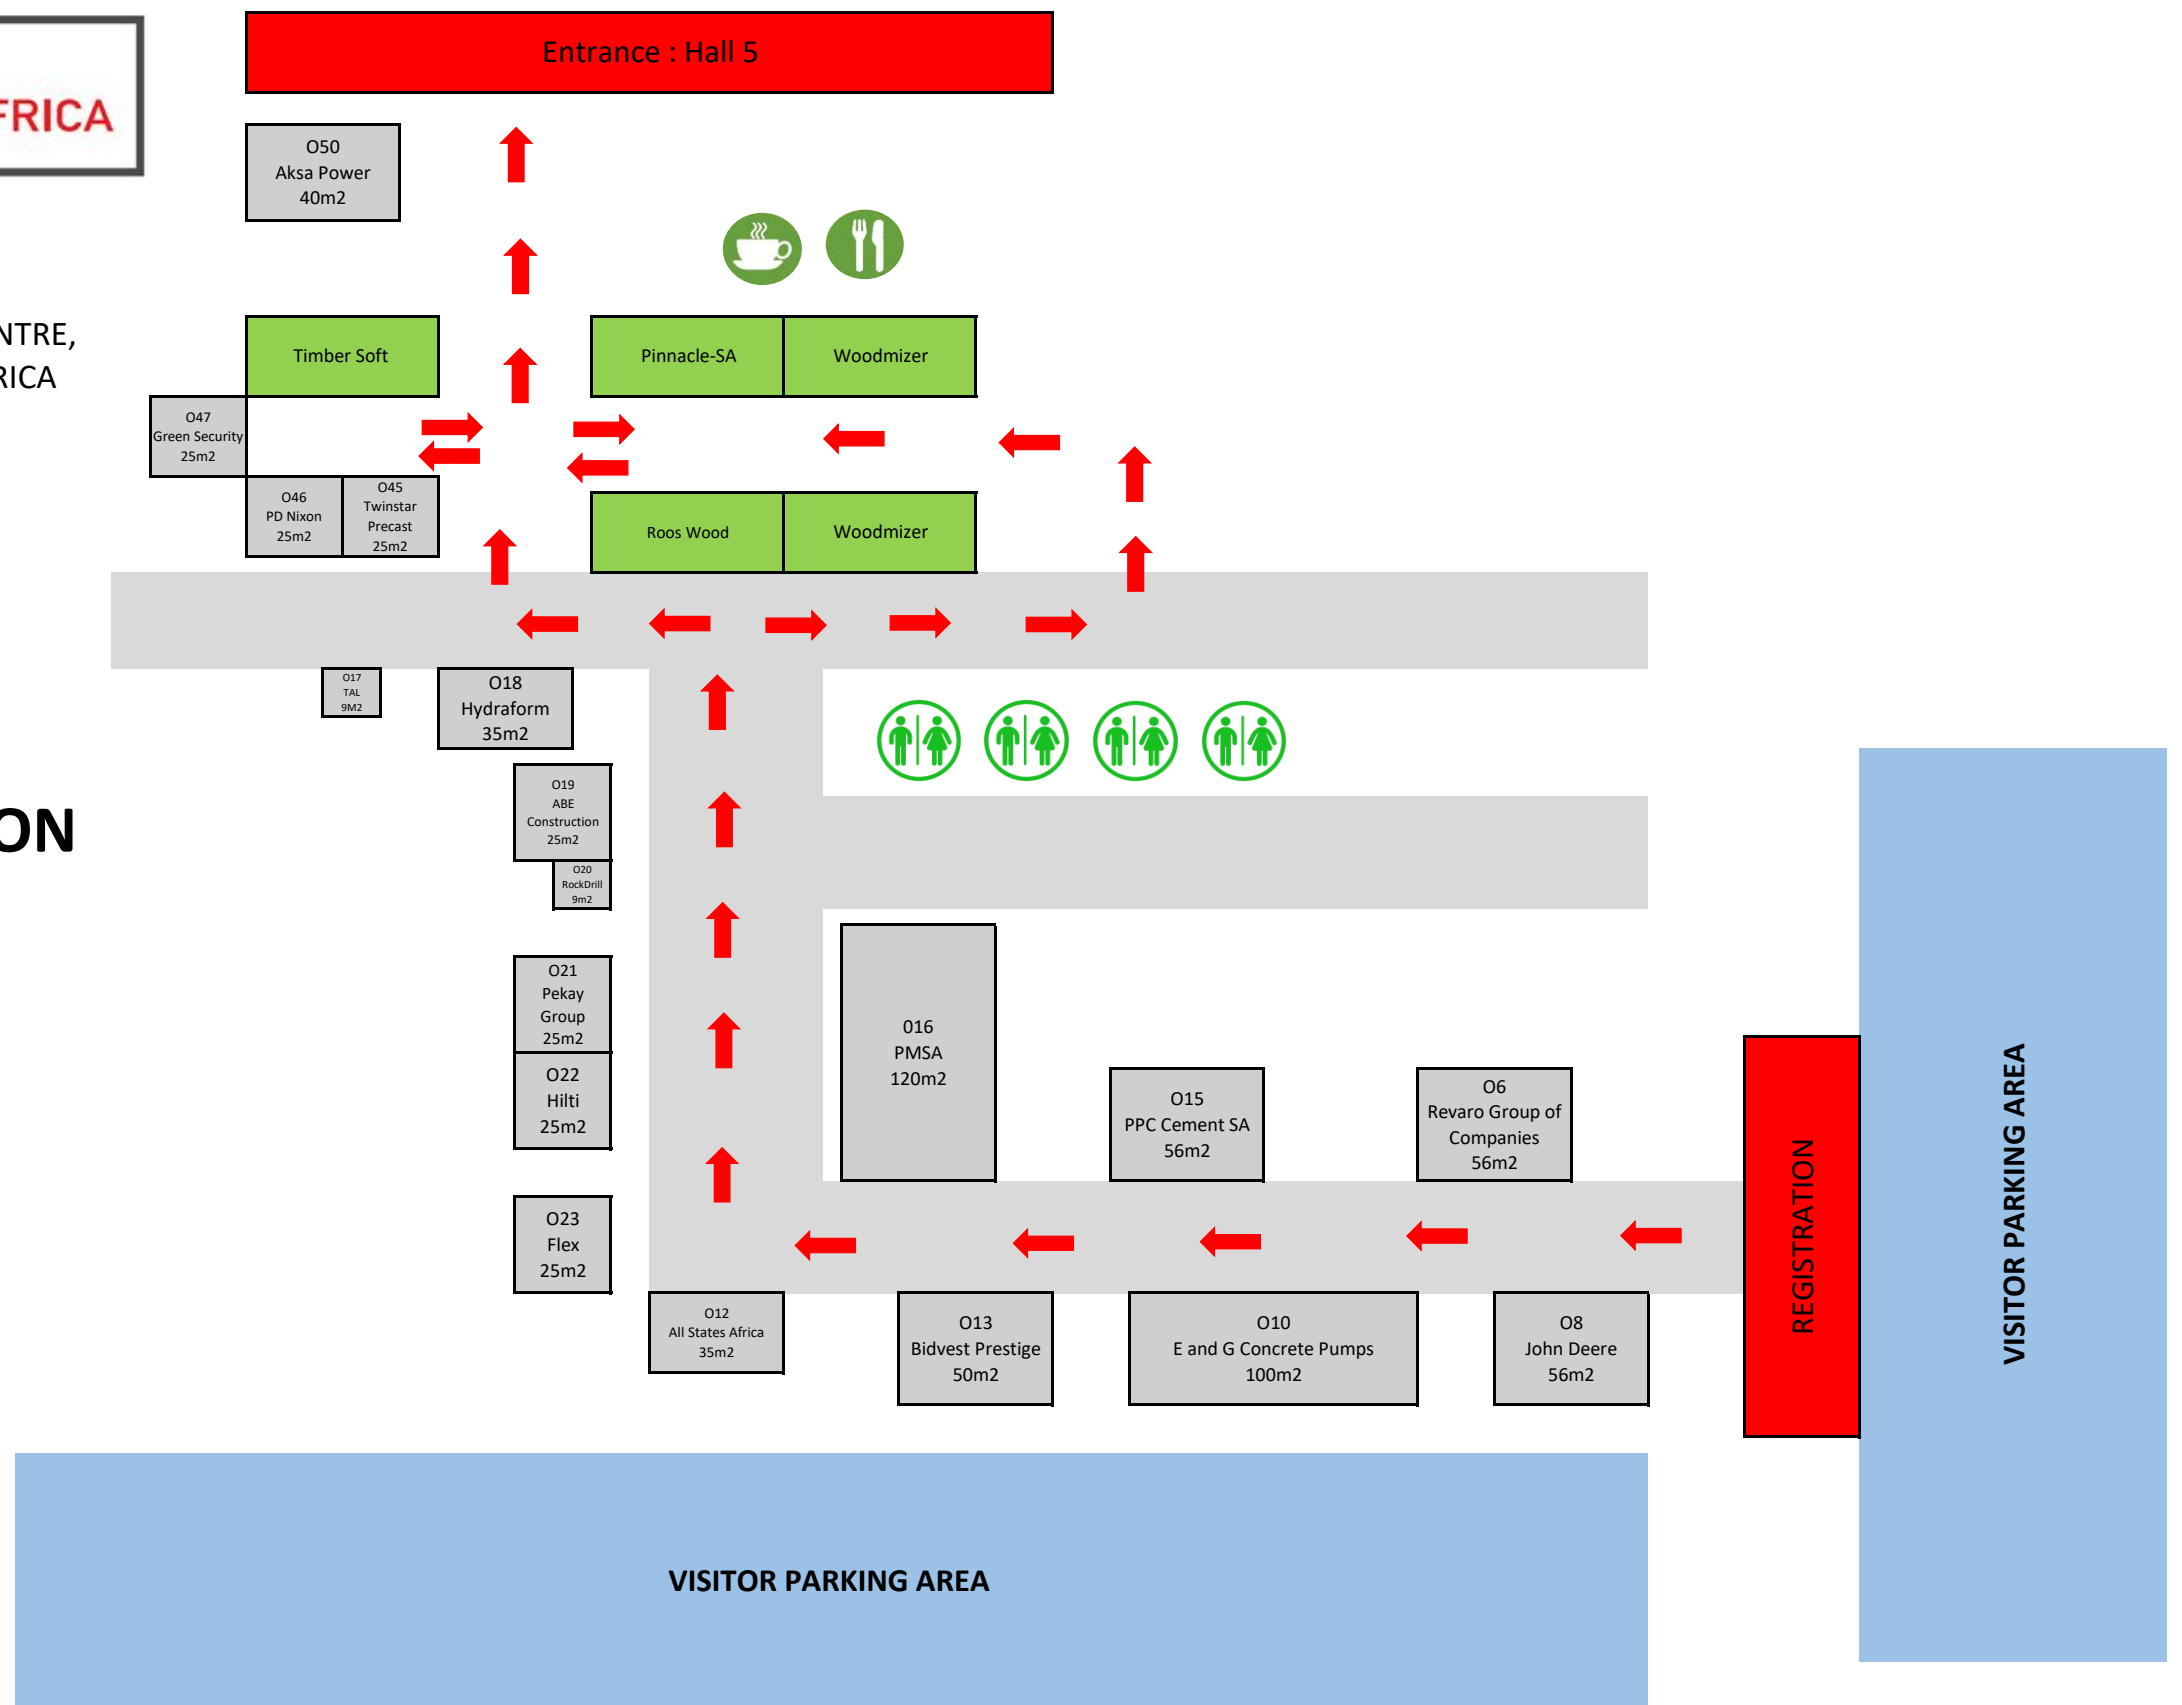 Entrance : Hall 5
FRICA
O50
Aksa Power
40m2
NTRE,
RICA
Timber Soft
Pinnacle-SA
Woodmizer
O47
Green Security
25m2
O46
PD Nixon
25m2
O45
Twinstar
Precast
25m2
Roos Wood
Woodmizer
O17
TAL
9M2
O18
Hydraform
35m2
O19
ABE
Construction
25m2
ON
O20
RockDrill
9m2
O21
Pekay
Group
25m2
016
PMSA
120m2
O22
Hilti
25m2
O15
PPC Cement SA
56m2
O6
Revaro Group of
Companies
56m2
REGISTRATION
VISITOR PARKING AREA
O23
Flex
25m2
O12
All States Africa
35m2
O13
Bidvest Prestige
50m2
O10
E and G Concrete Pumps
100m2
O8
John Deere
56m2
VISITOR PARKING AREA